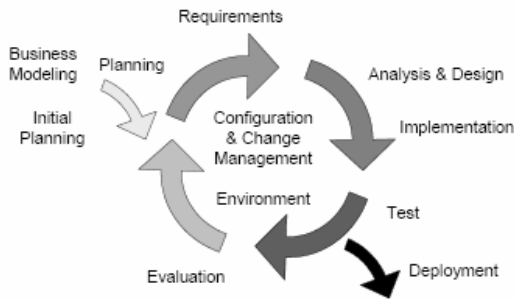 Requirements
Business
Modeling
Planning
Analysis & Design
Initial
Planning
Configuration
& Change
Management
Implementation
Environment
Test
Evaluation
Deployment